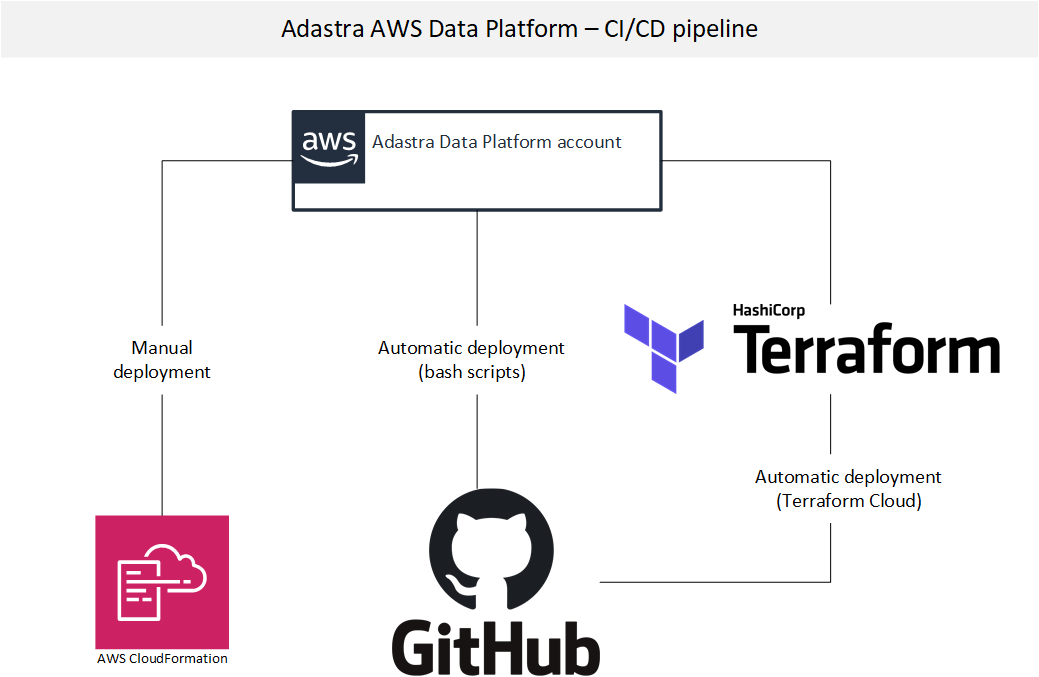 Adastra AWS Data Platform – CI/CD pipeline
aws
Adastra Data Platform account
Manual
deployment
Automatic deployment
(bash scripts)
HashiCorp
Terraform
Automatic deployment
(Terraform Cloud)
AWS CloudFormation
GitHub